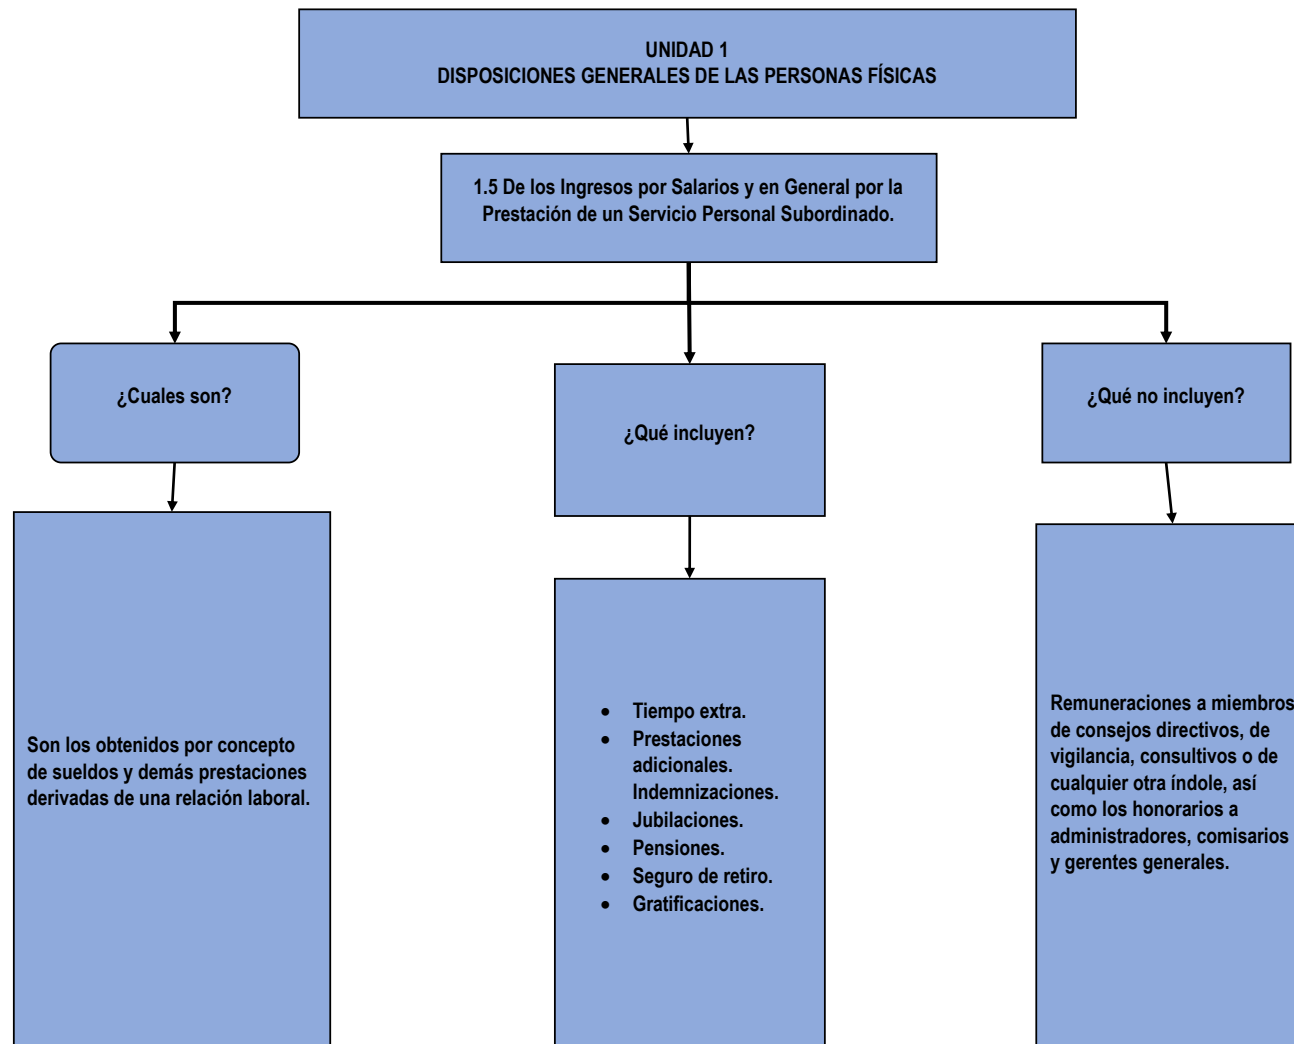 UNIDAD 1
DISPOSICIONES GENERALES DE LAS PERSONAS FÍSICAS
1.5 De los Ingresos por Salarios y en General por la
Prestación de un Servicio Personal Subordinado.
¿Cuales son?
¿Qué incluyen?
¿Qué no incluyen?
Son los obtenidos por concepto
de sueldos y demás prestaciones
derivadas de una relación laboral.
• Tiempo extra.
• Prestaciones
adicionales.
Indemnizaciones.
• Jubilaciones.
• Pensiones.
• Seguro de retiro.
• Gratificaciones.
Remuneraciones a miembros
de consejos directivos, de
vigilancia, consultivos o de
cualquier otra índole, así
como los honorarios a
administradores, comisarios
y gerentes generales.